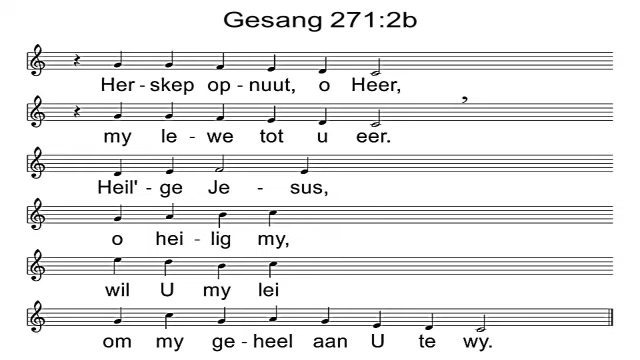 Gesang 271:2b
Her - skep op - nuut, o Heer,
my le - we tot u eer.
Heil' - ge Je - sus,
o hei - lig my,
wil U my lei
om my ge - heel aan U te wy.